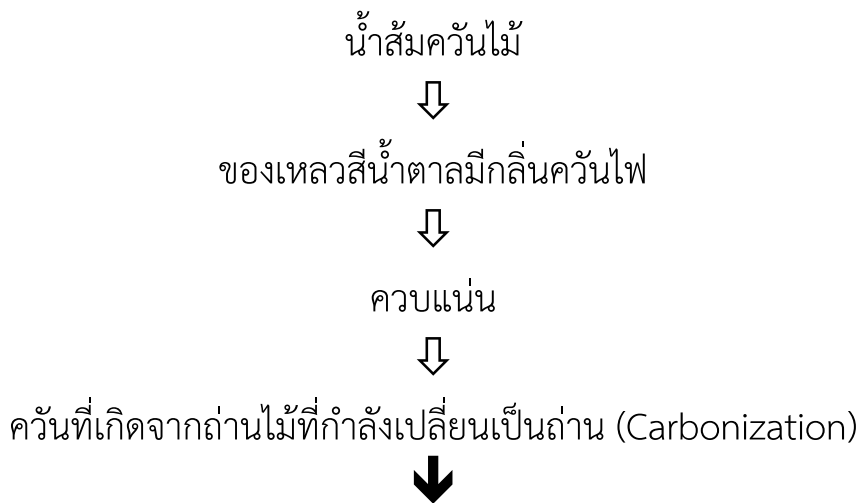 น้ำส้มควันไม้
ของเหลวสีน้ำตาลมีกลิ่นควันไฟ
ควบแน่น
ควันที่เกิดจากถ่านไม้ที่กำลังเปลี่ยนเป็นถ่าน (Carbonization)